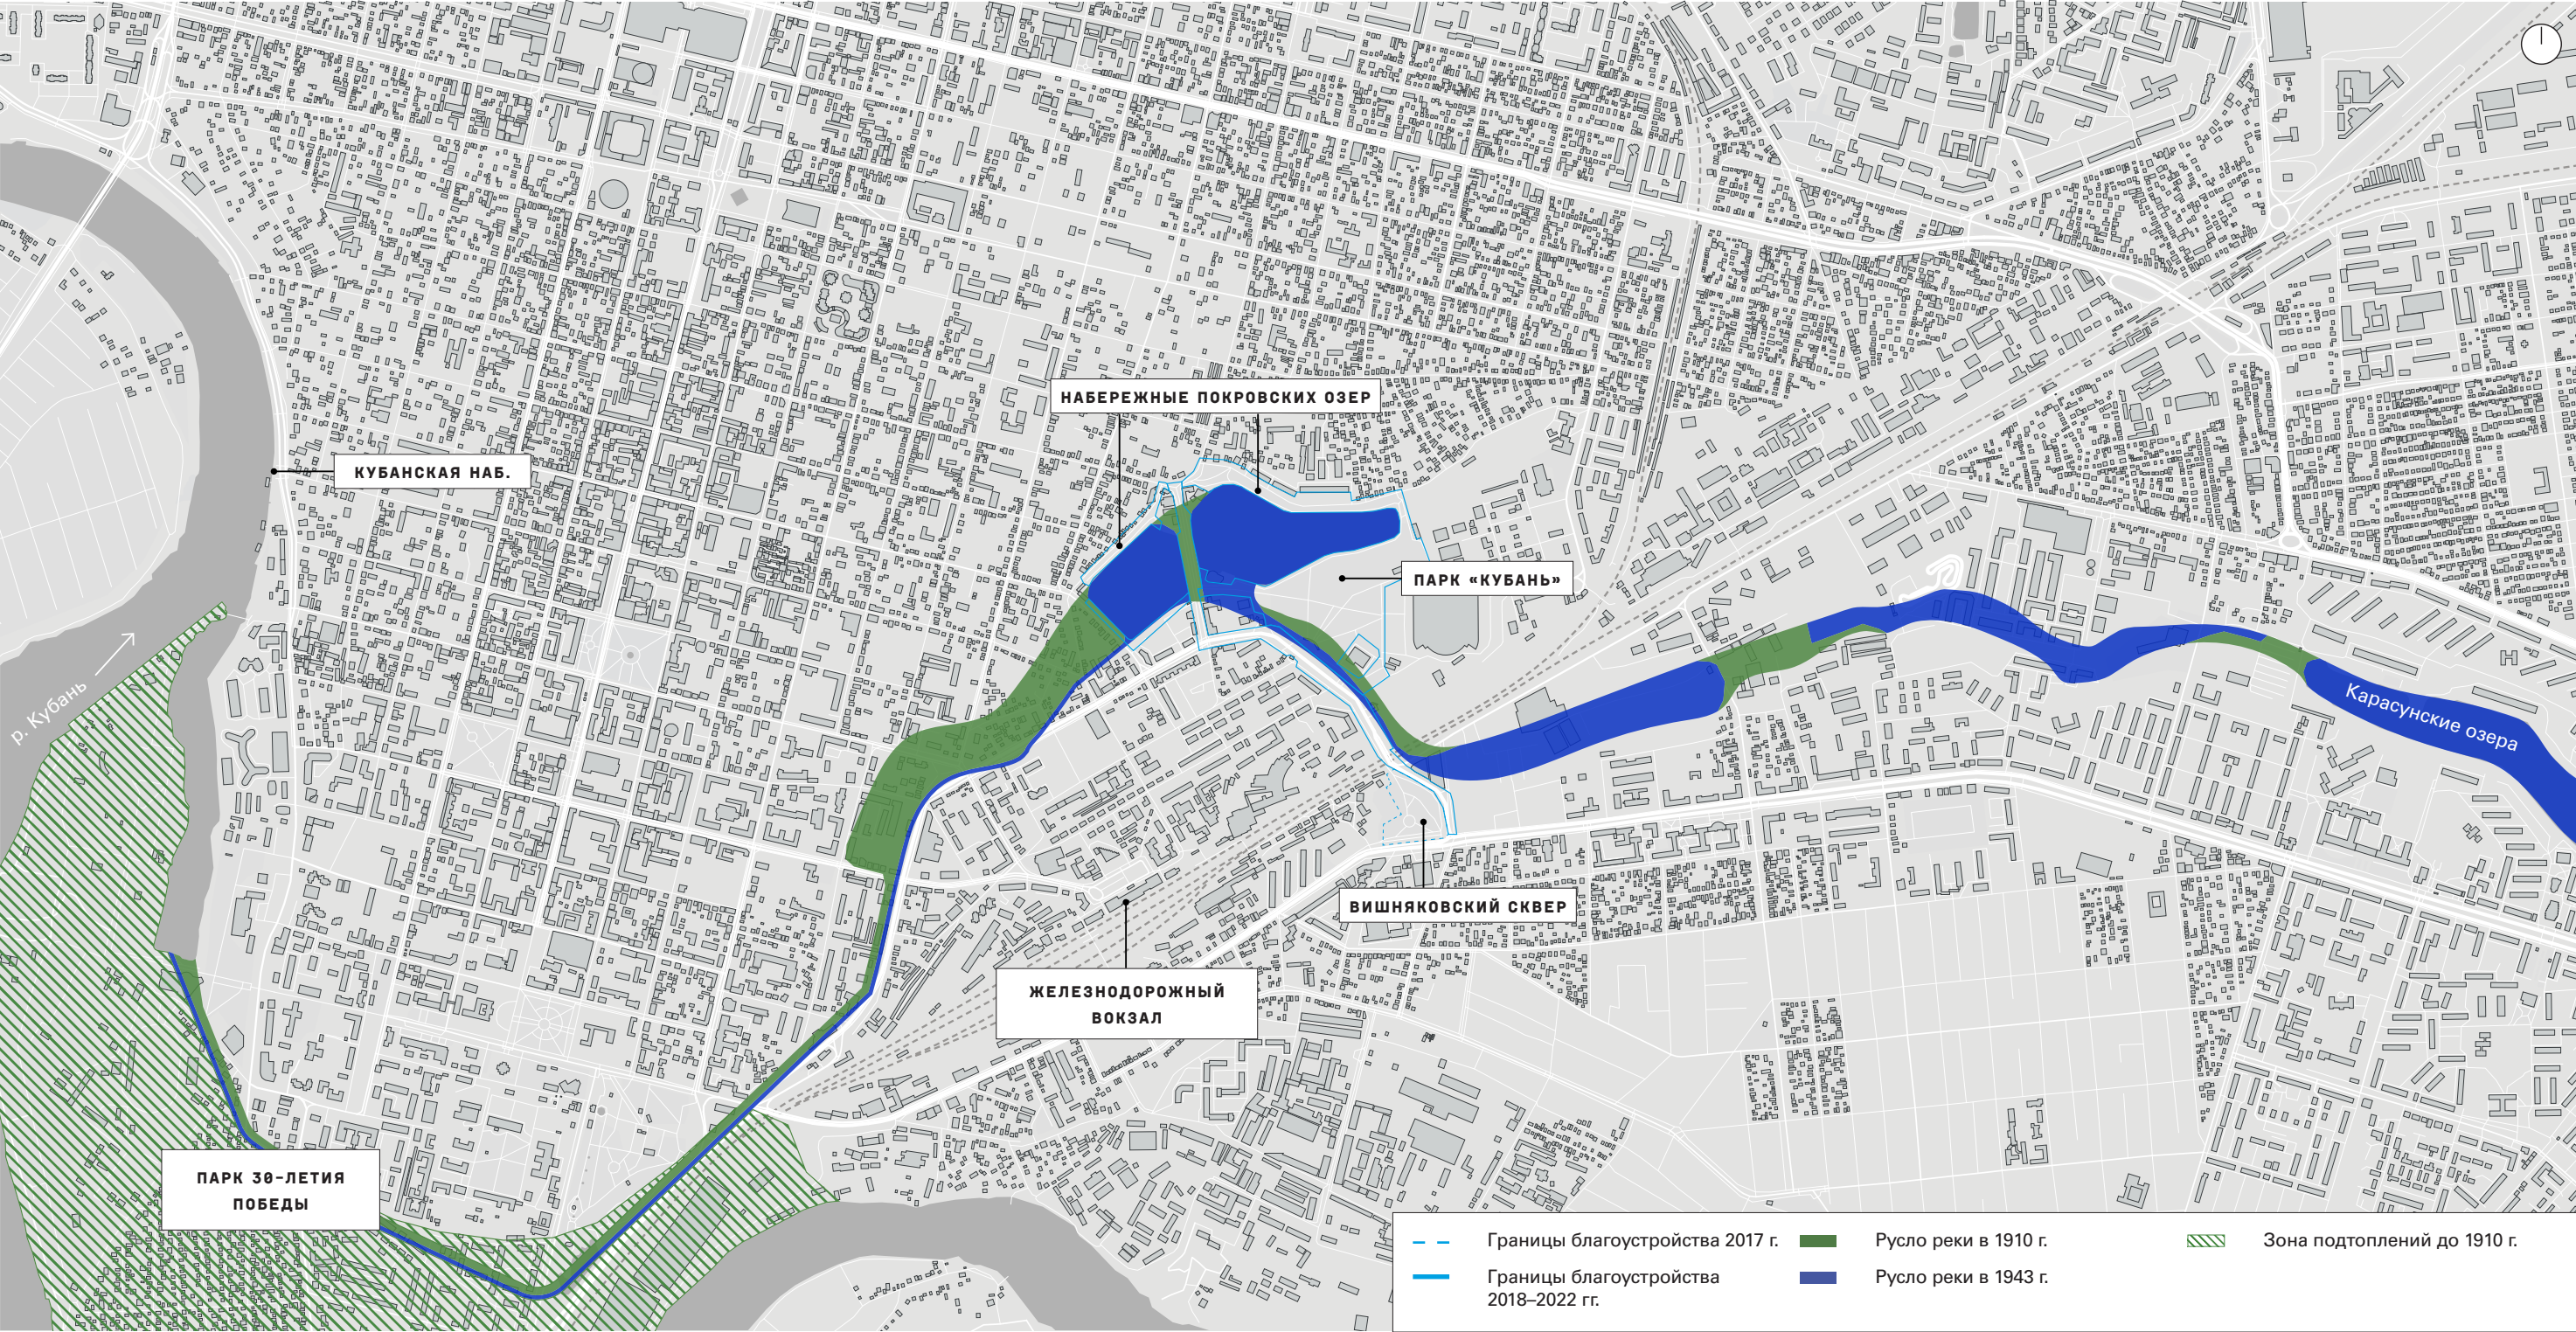 НАБЕРЕЖНЫЕ ПОКРОВСКИХ ОЗЕР
КУБАНСКАЯ НАБ.
ПАРК «КУБАНЬ»
р. Кубань
Карасунские озера
ВИШНЯКОВСКИЙ СКВЕР
ЖЕЛЕЗНОДОРОЖНЫЙ
ВОКЗАЛ
ПАРК 30-ЛЕТИЯ
ПОБЕДЫ
Границы благоустройства 2017 г.
Границы благоустройства
2018–2022 гг.
Русло реки в 1910 г.
Русло реки в 1943 г.
Зона подтоплений до 1910 г.